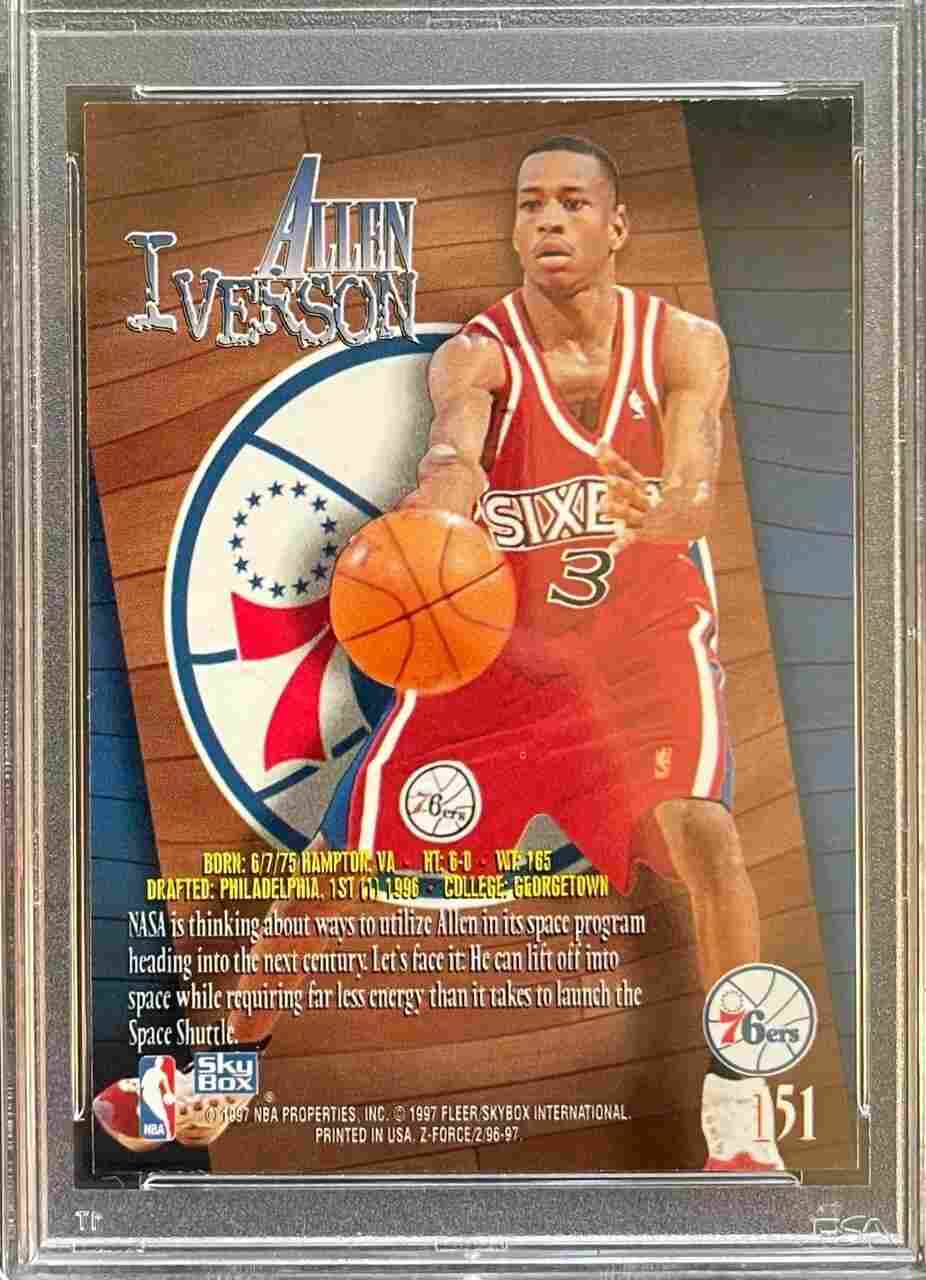 ALLEN
IVERSON
SIXE
3
76ers
BORN: 6/7/75 HAMPTON, VA • HT: 6-0 • WT: 165
DRAFTED: PHILADELPHIA, 1ST (1) 1996 • COLLEGE: GEORGETOWN
NASA is thinking about ways to utilize Allen in its space program
heading into the next century. Let's face it: He can lift off into
space while requiring far less energy than it takes to launch the
Space Shuttle.
76ers
NBA
SkyBox®
151
© 1997 NBA PROPERTIES, INC. © 1997 FLEER/SKYBOX INTERNATIONAL.
PRINTED IN USA. Z-FORCE/2/96-97.